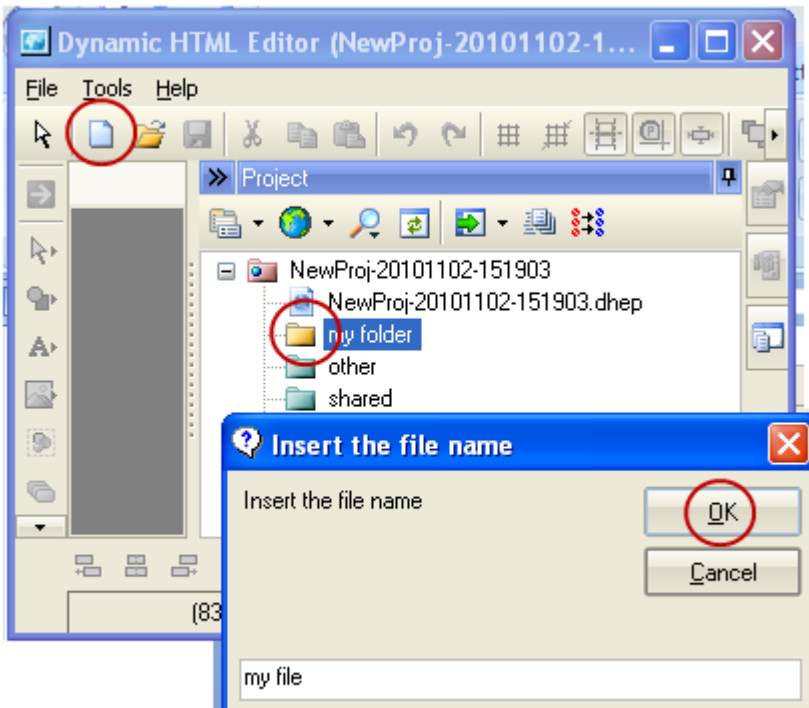 Dynamic HTML Editor (NewProj-20101102-1...
File Tools Help
Project
NewProj-20101102-151903
NewProj-20101102-151903.dhep
my folder
other
shared
Insert the file name
Insert the file name
OK
Cancel
(83
my file